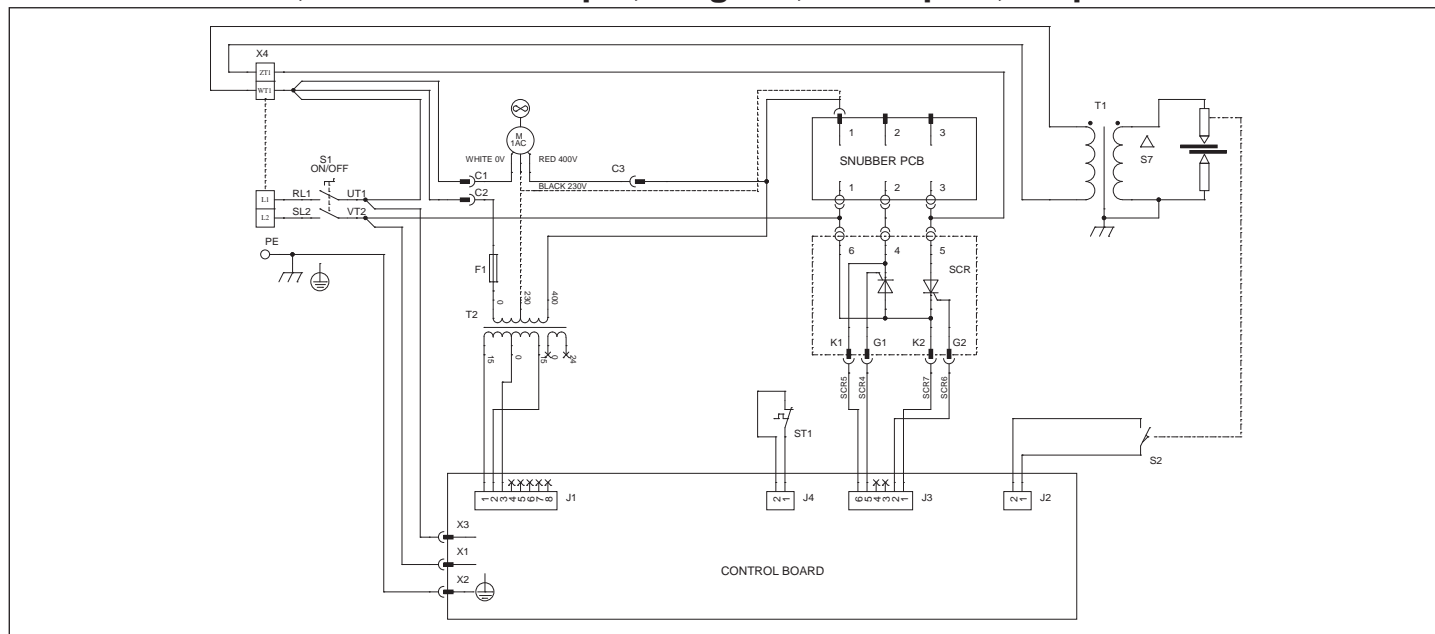 X4
ZT1
WT1
T1
M
1AC
S1
ON/OFF
WHITE 0V
RED 400V
C3
1 2 3
SNUBBER PCB
S7
C1
BLACK 230V
C2
1 2 3
L1 RL1 UT1
L2 SL2 VT2
PE
6 4 5
SCR
F1
0 230 400
T2
15 0 15 0 24
K1 G1 K2 G2
SCR5 SCR4 SCR7 SCR6
ST1
S2
1 2 3 4 5 6 7 8 J1
2 1 J4
6 5 4 3 2 1 J3
2 1 J2
X3
X1
CONTROL BOARD
X2